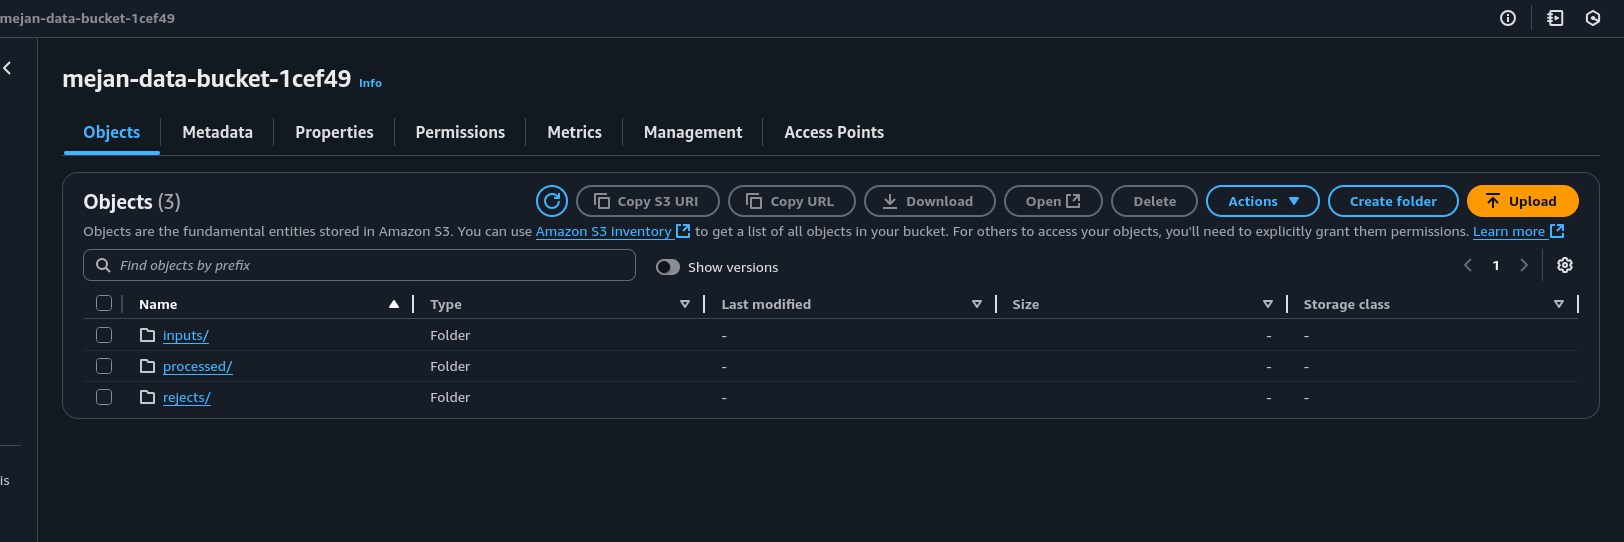 mejan-data-bucket-1cef49
mejan-data-bucket-1cef49 Info
Objects Metadata Properties Permissions Metrics Management Access Points
Objects (3) Copy S3 URI Copy URL Download Open Delete Actions Create folder Upload
Objects are the fundamental entities stored in Amazon S3. You can use Amazon S3 inventory to get a list of all objects in your bucket. For others to access your objects, you'll need to explicitly grant them permissions. Learn more
Find objects by prefix Show versions 1
Name Type Last modified Size Storage class
inputs/ Folder - - -
processed/ Folder - - -
rejects/ Folder - - -
is